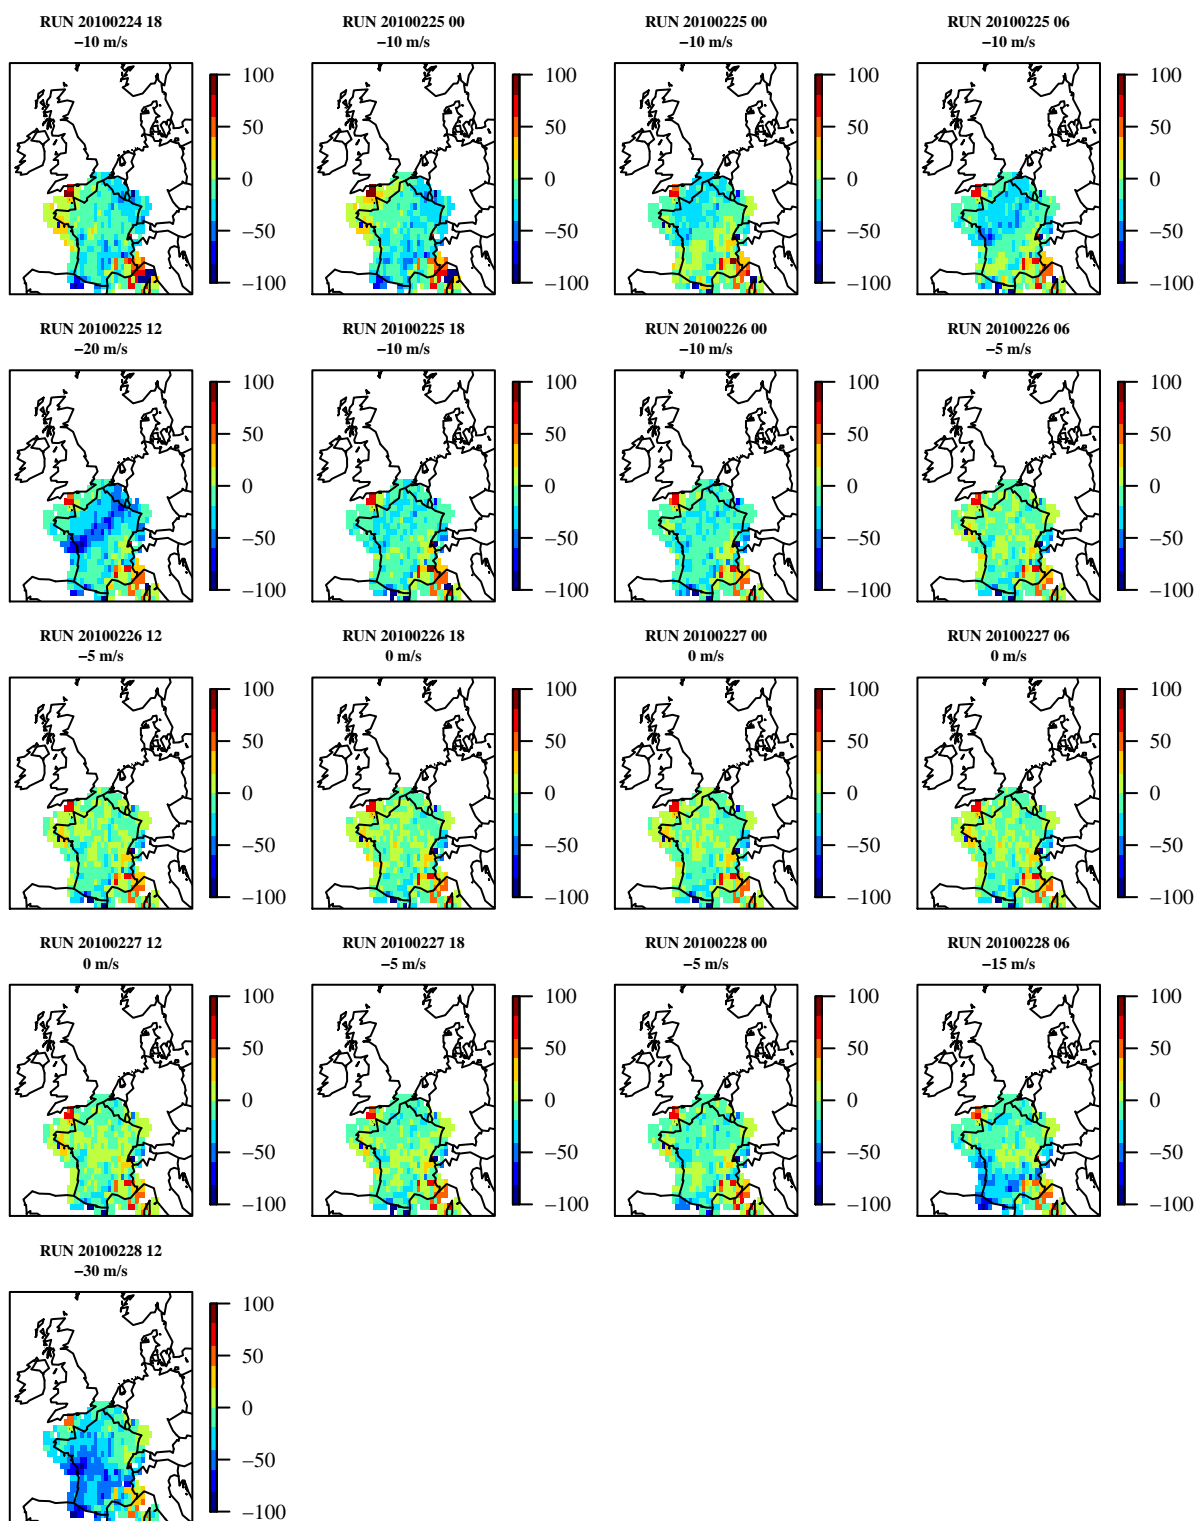 RUN 20100224 18
−10 m/s
100
50
0
−50
−100
RUN 20100225 00
−10 m/s
100
50
0
−50
−100
RUN 20100225 00
−10 m/s
100
50
0
−50
−100
RUN 20100225 06
−10 m/s
100
50
0
−50
−100
RUN 20100225 12
−20 m/s
100
50
0
−50
−100
RUN 20100225 18
−10 m/s
100
50
0
−50
−100
RUN 20100226 00
−10 m/s
100
50
0
−50
−100
RUN 20100226 06
−5 m/s
100
50
0
−50
−100
RUN 20100226 12
−5 m/s
100
50
0
−50
−100
RUN 20100226 18
0 m/s
100
50
0
−50
−100
RUN 20100227 00
0 m/s
100
50
0
−50
−100
RUN 20100227 06
0 m/s
100
50
0
−50
−100
RUN 20100227 12
0 m/s
100
50
0
−50
−100
RUN 20100227 18
−5 m/s
100
50
0
−50
−100
RUN 20100228 00
−5 m/s
100
50
0
−50
−100
RUN 20100228 06
−15 m/s
100
50
0
−50
−100
RUN 20100228 12
−30 m/s
100
50
0
−50
−100